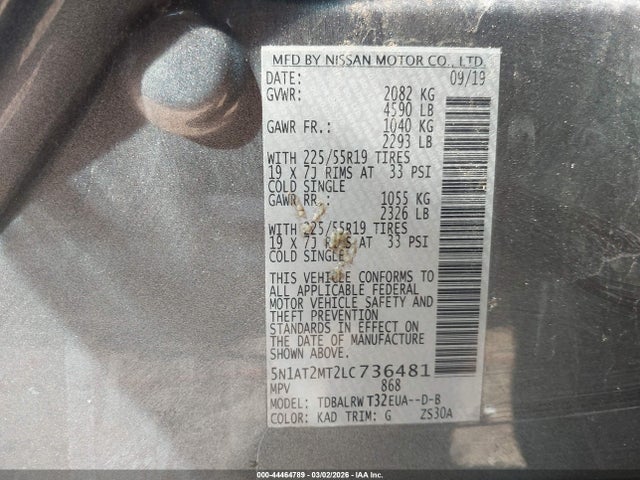 MFD BY NISSAN MOTOR CO., LTD.
DATE: 09/19
GVWR: 2082 KG
4590 LB
GAWR FR.: 1040 KG
2293 LB
WITH 225/55R19 TIRES
19 X 7J RIMS AT 33 PSI
COLD SINGLE
GAWR RR.: 1055 KG
2326 LB
WITH 225/55R19 TIRES
19 X 7J RIMS AT 33 PSI
COLD SINGLE
THIS VEHICLE CONFORMS TO
ALL APPLICABLE FEDERAL
MOTOR VEHICLE SAFETY AND
THEFT PREVENTION
STANDARDS IN EFFECT ON
THE DATE OF MANUFACTURE
SHOWN ABOVE.
5N1AT2MT2LC736481
MPV 868
MODEL: TDBALRW T32EUA--D-B
COLOR: KAD TRIM: G ZS30A
000-44464789 | 03/02/2026 - IAA Inc.